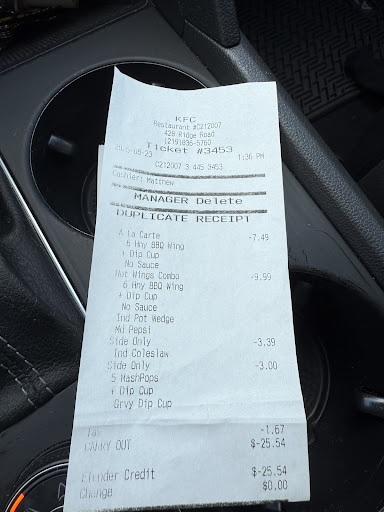 KFC
Restaurant #C212007
428 Ridge Road
(219)836-5760
Ticket #3453
1:36 PM
C212007 3 445 3453
Cashier: Matthew
MANAGER Delete
DUPLICATE RECEIPT
A La Carte -7.49
6 Hny BBQ Wing
+ Dip Cup
No Sauce
Hot Wings Combo -9.99
6 Hny BBQ Wing
+ Dip Cup
No Sauce
Ind Pot Wedge
Md Pepsi
Side Only -3.39
Ind Coleslaw
Side Only -3.00
5 MashPops
+ Dip Cup
Grvy Dip Cup
Tax -1.67
CARRY OUT $-25.54
Blender Credit $-25.54
Change $0.00